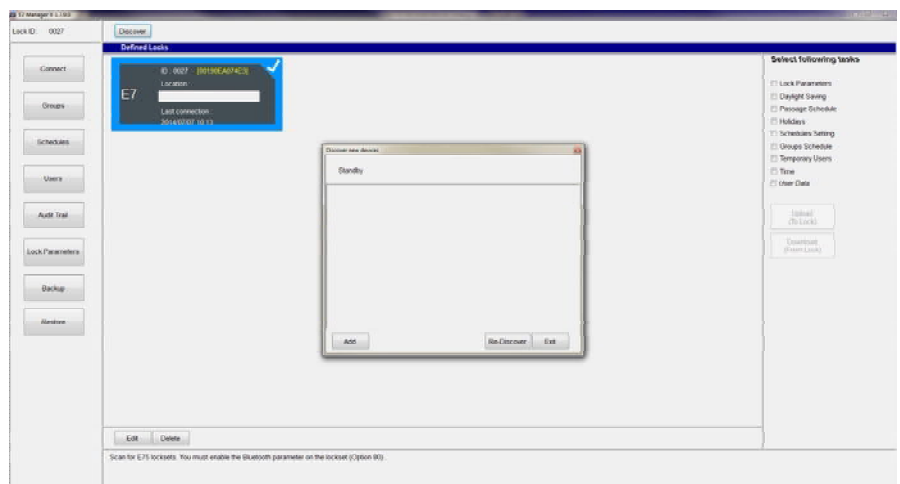 Lock ID: 0027
Discover
Defined Locks
Connect
Groups
Schedules
Users
Audit Trail
Lock Parameters
Backup
Restore
E7
ID : 0027 - [00190EA074E3]
Location
Last connection :
2014/07/07 10:13
Discover new devices
Standby
Add
Re-Discover
Exit
Select following tasks
Lock Parameters
Daylight Saving
Passage Schedule
Holidays
Schedules Setting
Groups Schedule
Temporary Users
Time
User Data
Upload
(To Lock)
Download
(From Lock)
Edit
Delete
Scan for E75 locksets. You must enable the Bluetooth parameter on the lockset (Option 80).